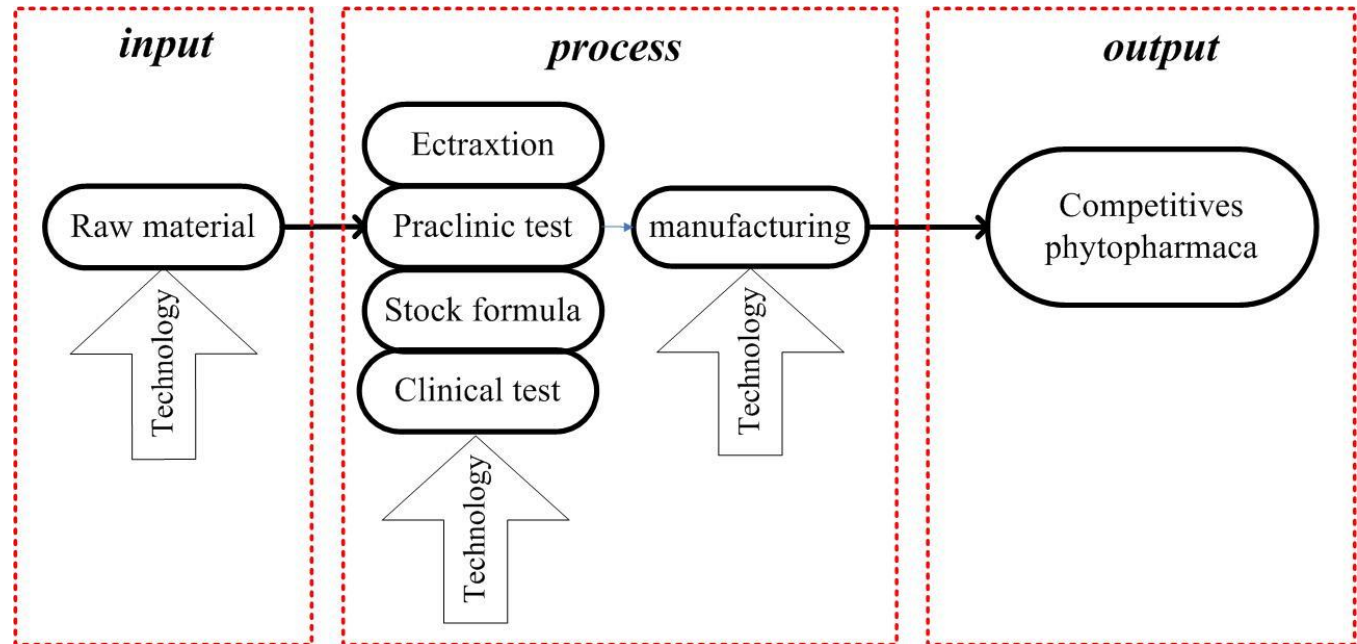 input
Raw material
Technology
process
Ectraxtion
Praclinic test
Stock formula
Clinical test
Technology
manufacturing
Technology
output
Competitives
phytopharmaca